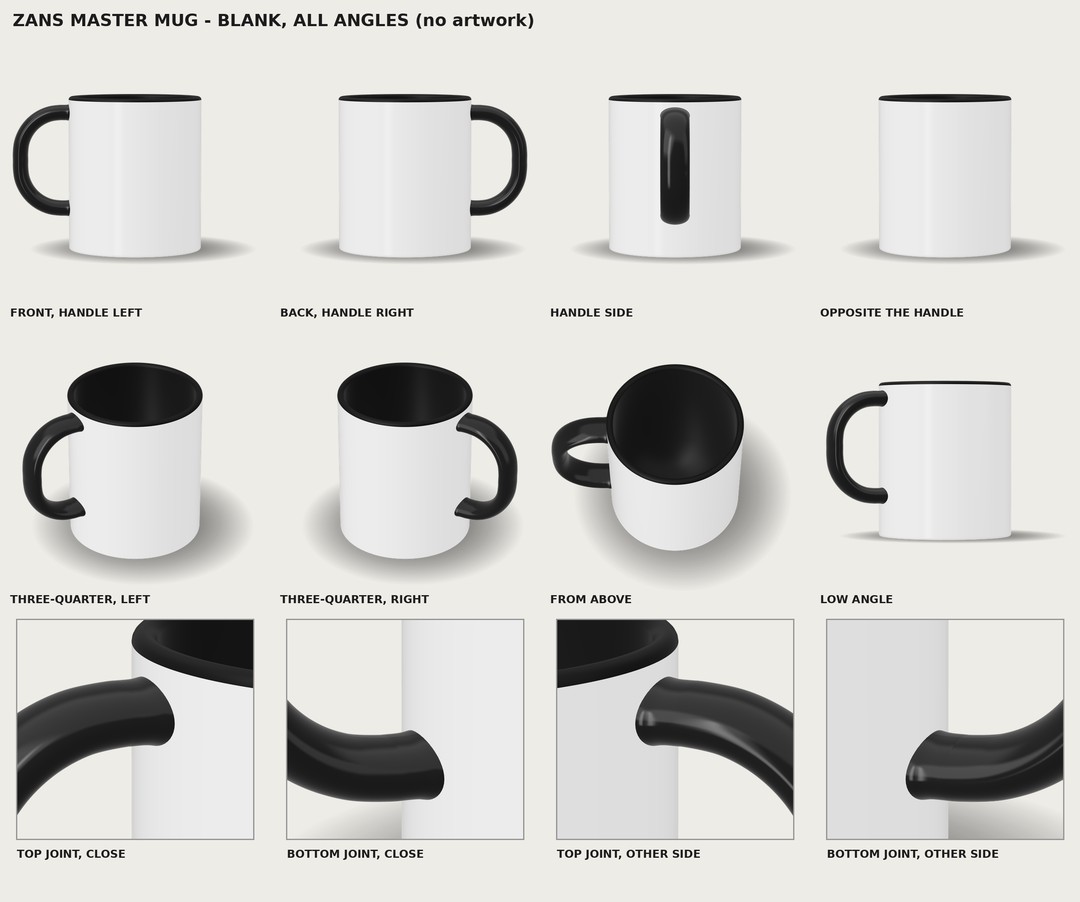 ZANS MASTER MUG - BLANK, ALL ANGLES (no artwork)
FRONT, HANDLE LEFT
BACK, HANDLE RIGHT
HANDLE SIDE
OPPOSITE THE HANDLE
THREE-QUARTER, LEFT
THREE-QUARTER, RIGHT
FROM ABOVE
LOW ANGLE
TOP JOINT, CLOSE
BOTTOM JOINT, CLOSE
TOP JOINT, OTHER SIDE
BOTTOM JOINT, OTHER SIDE